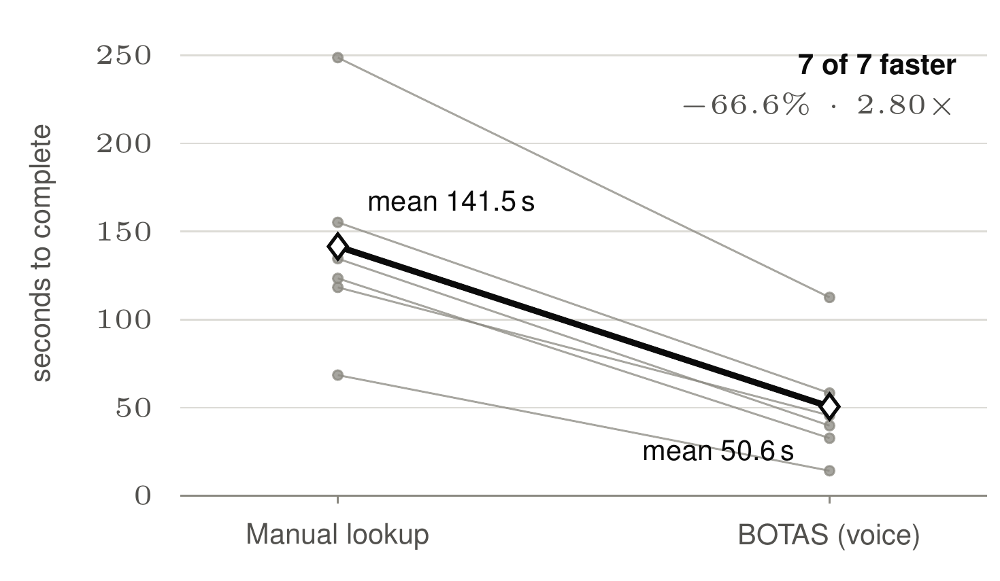 250
7 of 7 faster
−66.6% · 2.80×
200
mean 141.5 s
150
seconds to complete
100
50
mean 50.6 s
0
Manual lookup
BOTAS (voice)